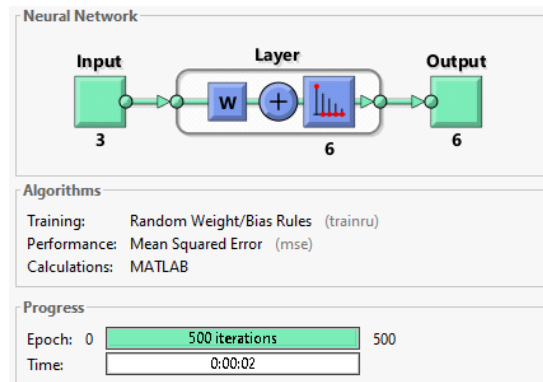 Neural Network
Input
Layer
Output
W
3
6
6
Algorithms
Training: Random Weight/Bias Rules (trainru)
Performance: Mean Squared Error (mse)
Calculations: MATLAB
Progress
Epoch: 0 500 iterations 500
Time: 0:00:02